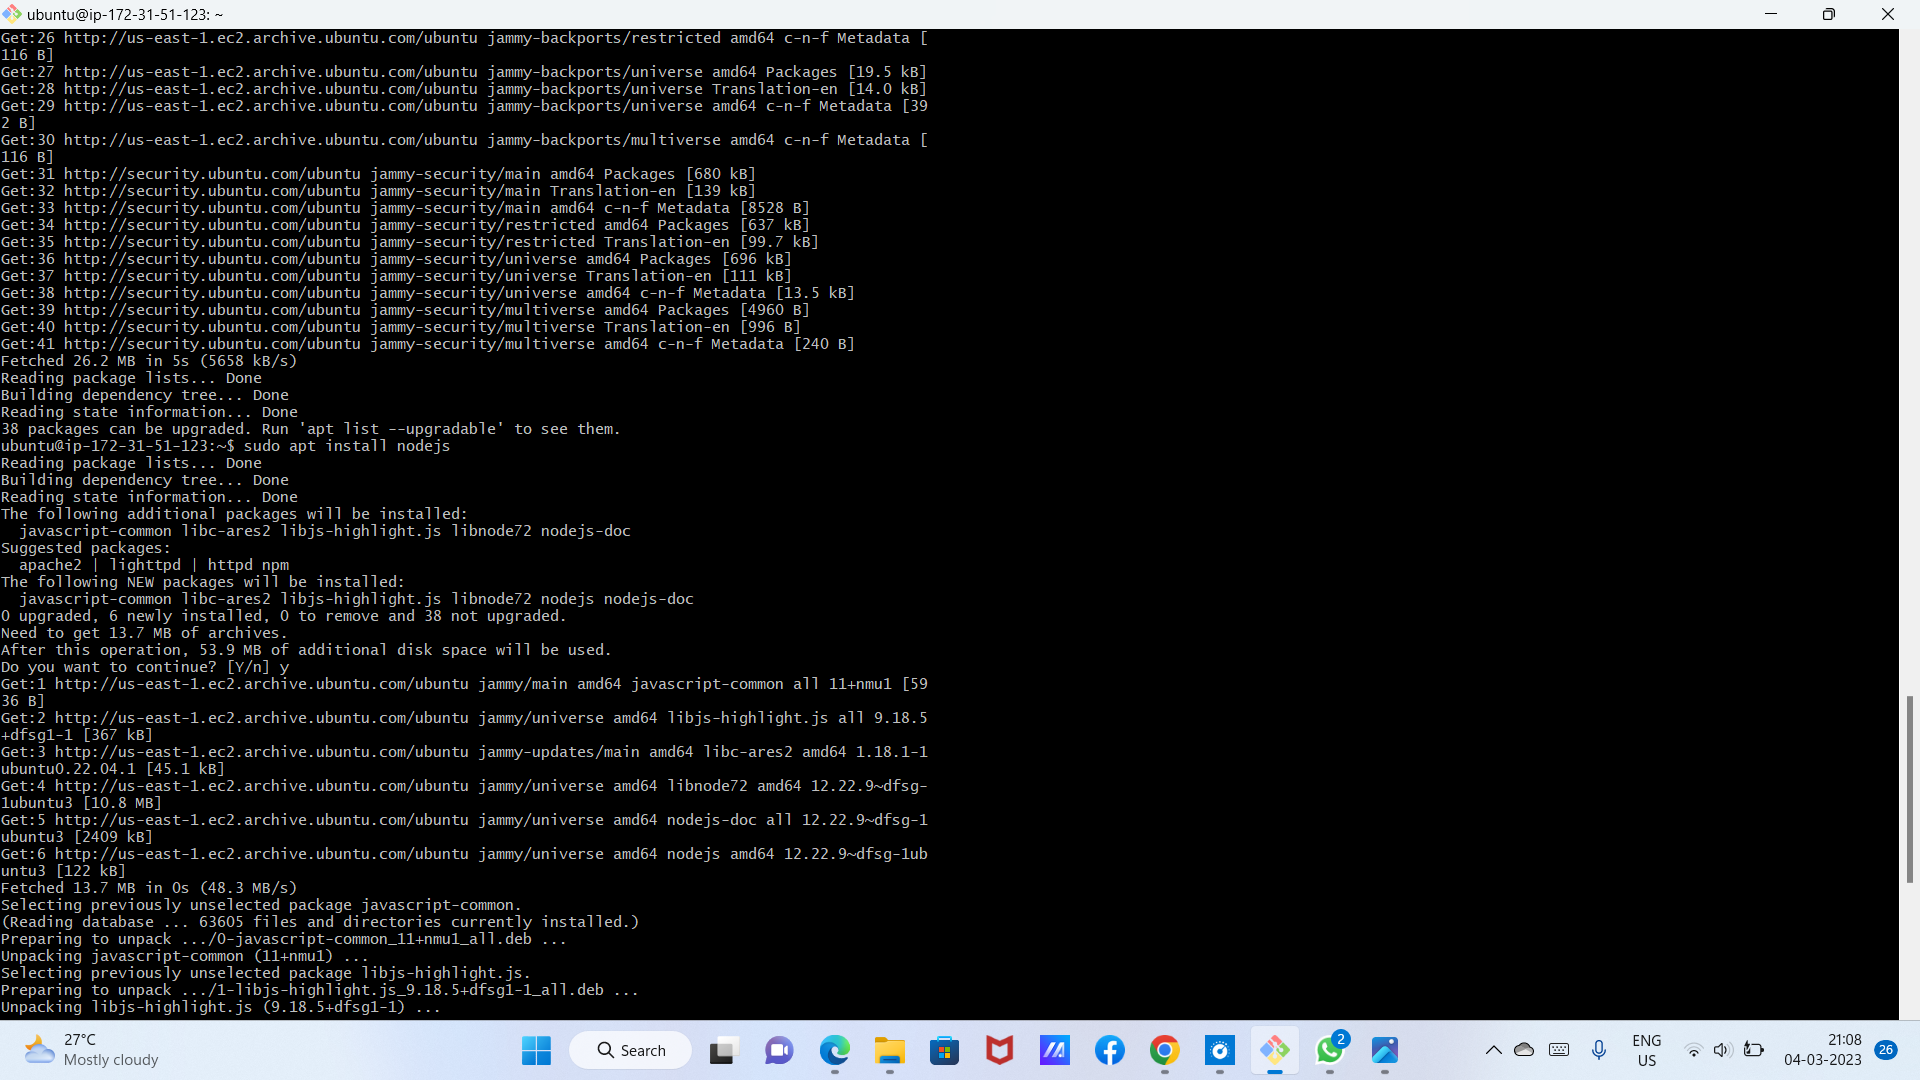 ubuntu@ip-172-31-51-123: ~
Get:26 http://us-east-1.ec2.archive.ubuntu.com/ubuntu jammy-backports/restricted amd64 c-n-f Metadata [
116 B]
Get:27 http://us-east-1.ec2.archive.ubuntu.com/ubuntu jammy-backports/universe amd64 Packages [19.5 kB]
Get:28 http://us-east-1.ec2.archive.ubuntu.com/ubuntu jammy-backports/universe Translation-en [14.0 kB]
Get:29 http://us-east-1.ec2.archive.ubuntu.com/ubuntu jammy-backports/universe amd64 c-n-f Metadata [39
2 B]
Get:30 http://us-east-1.ec2.archive.ubuntu.com/ubuntu jammy-backports/multiverse amd64 c-n-f Metadata [
116 B]
Get:31 http://security.ubuntu.com/ubuntu jammy-security/main amd64 Packages [680 kB]
Get:32 http://security.ubuntu.com/ubuntu jammy-security/main Translation-en [139 kB]
Get:33 http://security.ubuntu.com/ubuntu jammy-security/main amd64 c-n-f Metadata [8528 B]
Get:34 http://security.ubuntu.com/ubuntu jammy-security/restricted amd64 Packages [637 kB]
Get:35 http://security.ubuntu.com/ubuntu jammy-security/restricted Translation-en [99.7 kB]
Get:36 http://security.ubuntu.com/ubuntu jammy-security/universe amd64 Packages [696 kB]
Get:37 http://security.ubuntu.com/ubuntu jammy-security/universe Translation-en [111 kB]
Get:38 http://security.ubuntu.com/ubuntu jammy-security/universe amd64 c-n-f Metadata [13.5 kB]
Get:39 http://security.ubuntu.com/ubuntu jammy-security/multiverse amd64 Packages [4960 B]
Get:40 http://security.ubuntu.com/ubuntu jammy-security/multiverse Translation-en [996 B]
Get:41 http://security.ubuntu.com/ubuntu jammy-security/multiverse amd64 c-n-f Metadata [240 B]
Fetched 26.2 MB in 5s (5658 kB/s)
Reading package lists... Done
Building dependency tree... Done
Reading state information... Done
38 packages can be upgraded. Run 'apt list --upgradable' to see them.
ubuntu@ip-172-31-51-123:~$ sudo apt install nodejs
Reading package lists... Done
Building dependency tree... Done
Reading state information... Done
The following additional packages will be installed:
  javascript-common libc-ares2 libjs-highlight.js libnode72 nodejs-doc
Suggested packages:
  apache2 | lighttpd | httpd npm
The following NEW packages will be installed:
  javascript-common libc-ares2 libjs-highlight.js libnode72 nodejs nodejs-doc
0 upgraded, 6 newly installed, 0 to remove and 38 not upgraded.
Need to get 13.7 MB of archives.
After this operation, 53.9 MB of additional disk space will be used.
Do you want to continue? [Y/n] y
Get:1 http://us-east-1.ec2.archive.ubuntu.com/ubuntu jammy/main amd64 javascript-common all 11+nmu1 [59
36 B]
Get:2 http://us-east-1.ec2.archive.ubuntu.com/ubuntu jammy/universe amd64 libjs-highlight.js all 9.18.5
+dfsg1-1 [367 kB]
Get:3 http://us-east-1.ec2.archive.ubuntu.com/ubuntu jammy-updates/main amd64 libc-ares2 amd64 1.18.1-1
ubuntu0.22.04.1 [45.1 kB]
Get:4 http://us-east-1.ec2.archive.ubuntu.com/ubuntu jammy/universe amd64 libnode72 amd64 12.22.9~dfsg-
1ubuntu3 [10.8 MB]
Get:5 http://us-east-1.ec2.archive.ubuntu.com/ubuntu jammy/universe amd64 nodejs-doc all 12.22.9~dfsg-1
ubuntu3 [2409 kB]
Get:6 http://us-east-1.ec2.archive.ubuntu.com/ubuntu jammy/universe amd64 nodejs amd64 12.22.9~dfsg-1ub
untu3 [122 kB]
Fetched 13.7 MB in 0s (48.3 MB/s)
Selecting previously unselected package javascript-common.
(Reading database ... 63605 files and directories currently installed.)
Preparing to unpack .../0-javascript-common_11+nmu1_all.deb ...
Unpacking javascript-common (11+nmu1) ...
Selecting previously unselected package libjs-highlight.js.
Preparing to unpack .../1-libjs-highlight.js_9.18.5+dfsg1-1_all.deb ...
Unpacking libjs-highlight.js (9.18.5+dfsg1-1) ...
27°C
Mostly cloudy
Search
2
ENG
US
21:08
04-03-2023
26